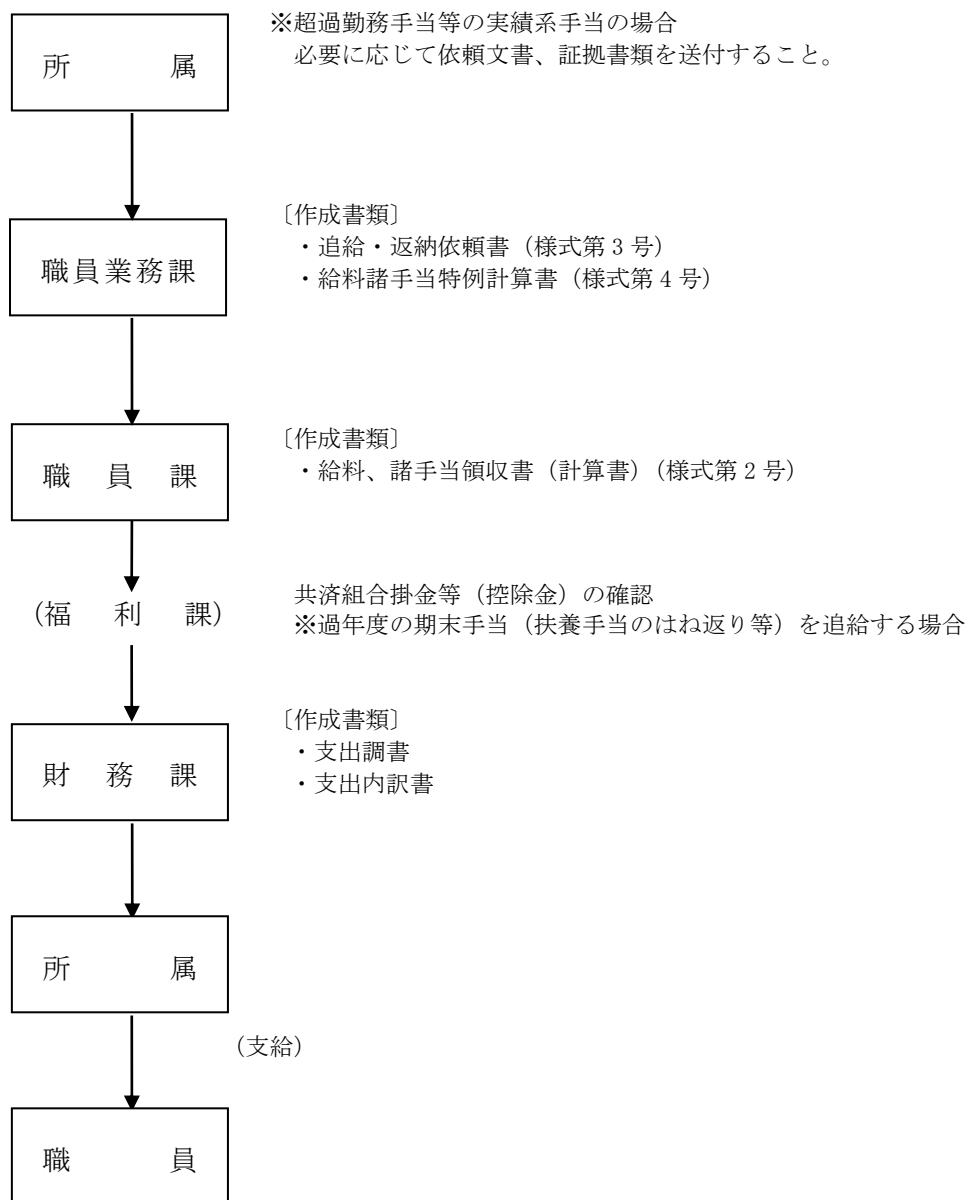 ※超過勤務手当等の実績系手当の場合
必要に応じて依頼文書、証拠書類を送付すること。
所属
〔作成書類〕
・追給・返納依頼書（様式第3号）
・給料諸手当特例計算書（様式第4号）
職員業務課
〔作成書類〕
・給料、諸手当領収書（計算書）（様式第2号）
職員課
共済組合掛金等（控除金）の確認
※過年度の期末手当（扶養手当のはね返り等）を追給する場合
（福利課）
〔作成書類〕
・支出調書
・支出内訳書
財務課
所属
（支給）
職員